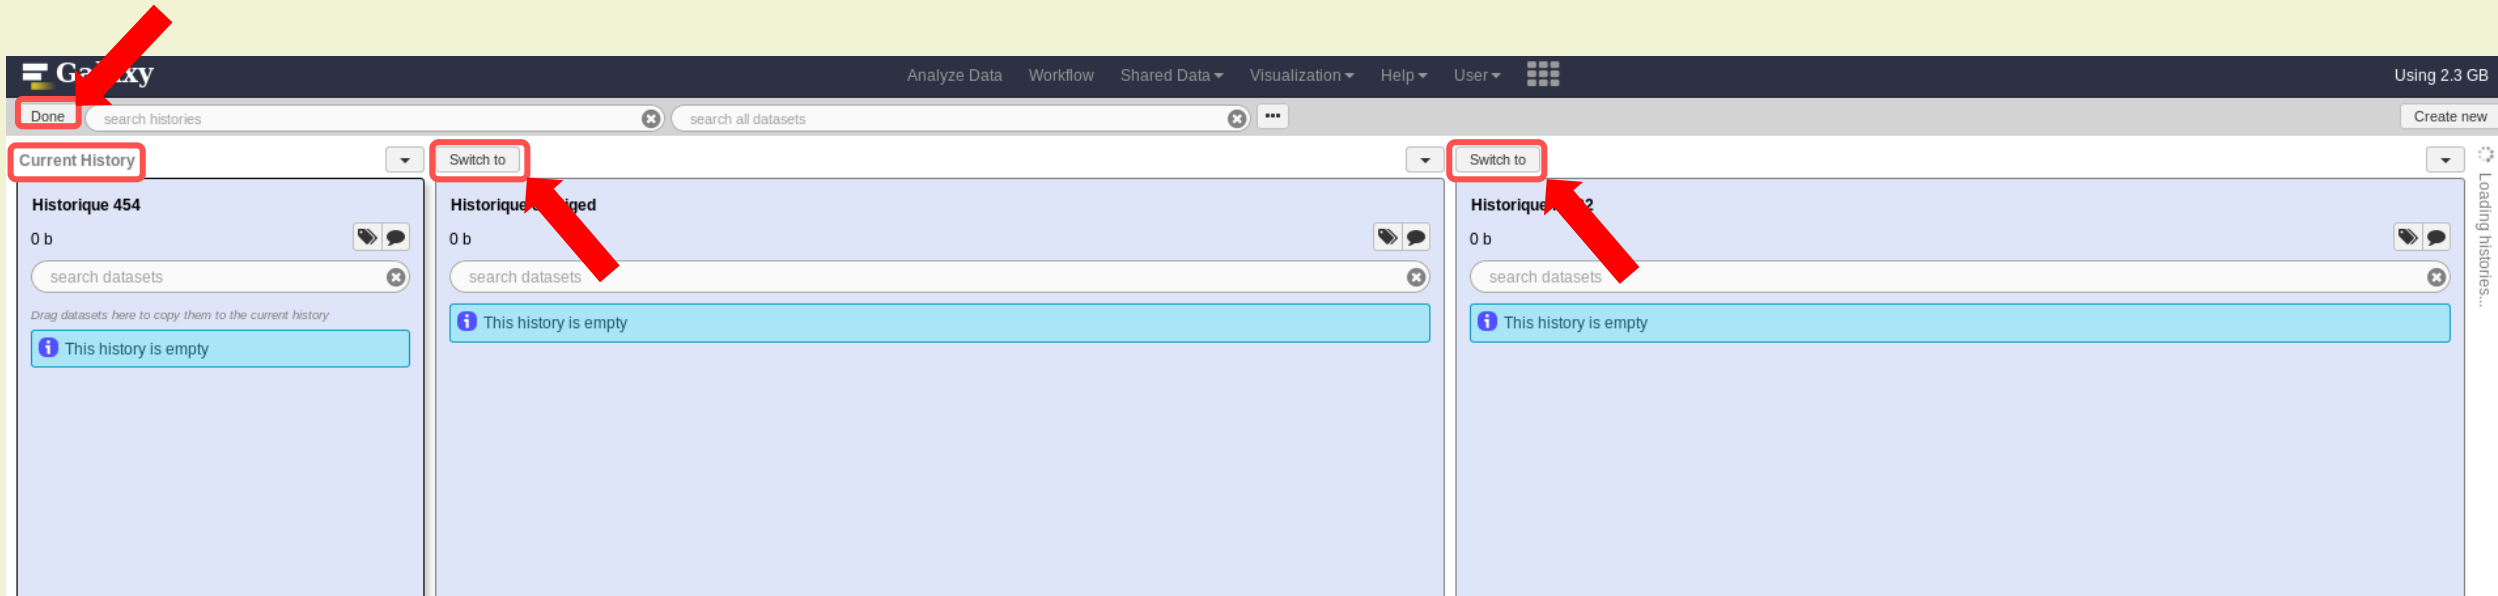 Analyze Data Workflow Shared Data Visualization Help User Using 2.3 GB
Done search histories search all datasets Create new
Current History Switch to Switch to
Historique 454 Historique Historique
0 b 0 b 0 b
search datasets search datasets search datasets
Drag datasets here to copy them to the current history
This history is empty This history is empty
This history is empty
Loading histories...